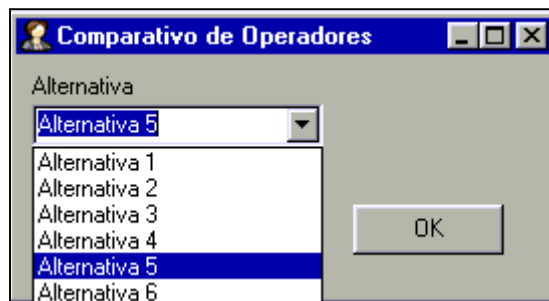 Comparativo de Operadores
Alternativa
Alternativa 5
Alternativa 1
Alternativa 2
Alternativa 3
Alternativa 4
Alternativa 5
Alternativa 6
OK